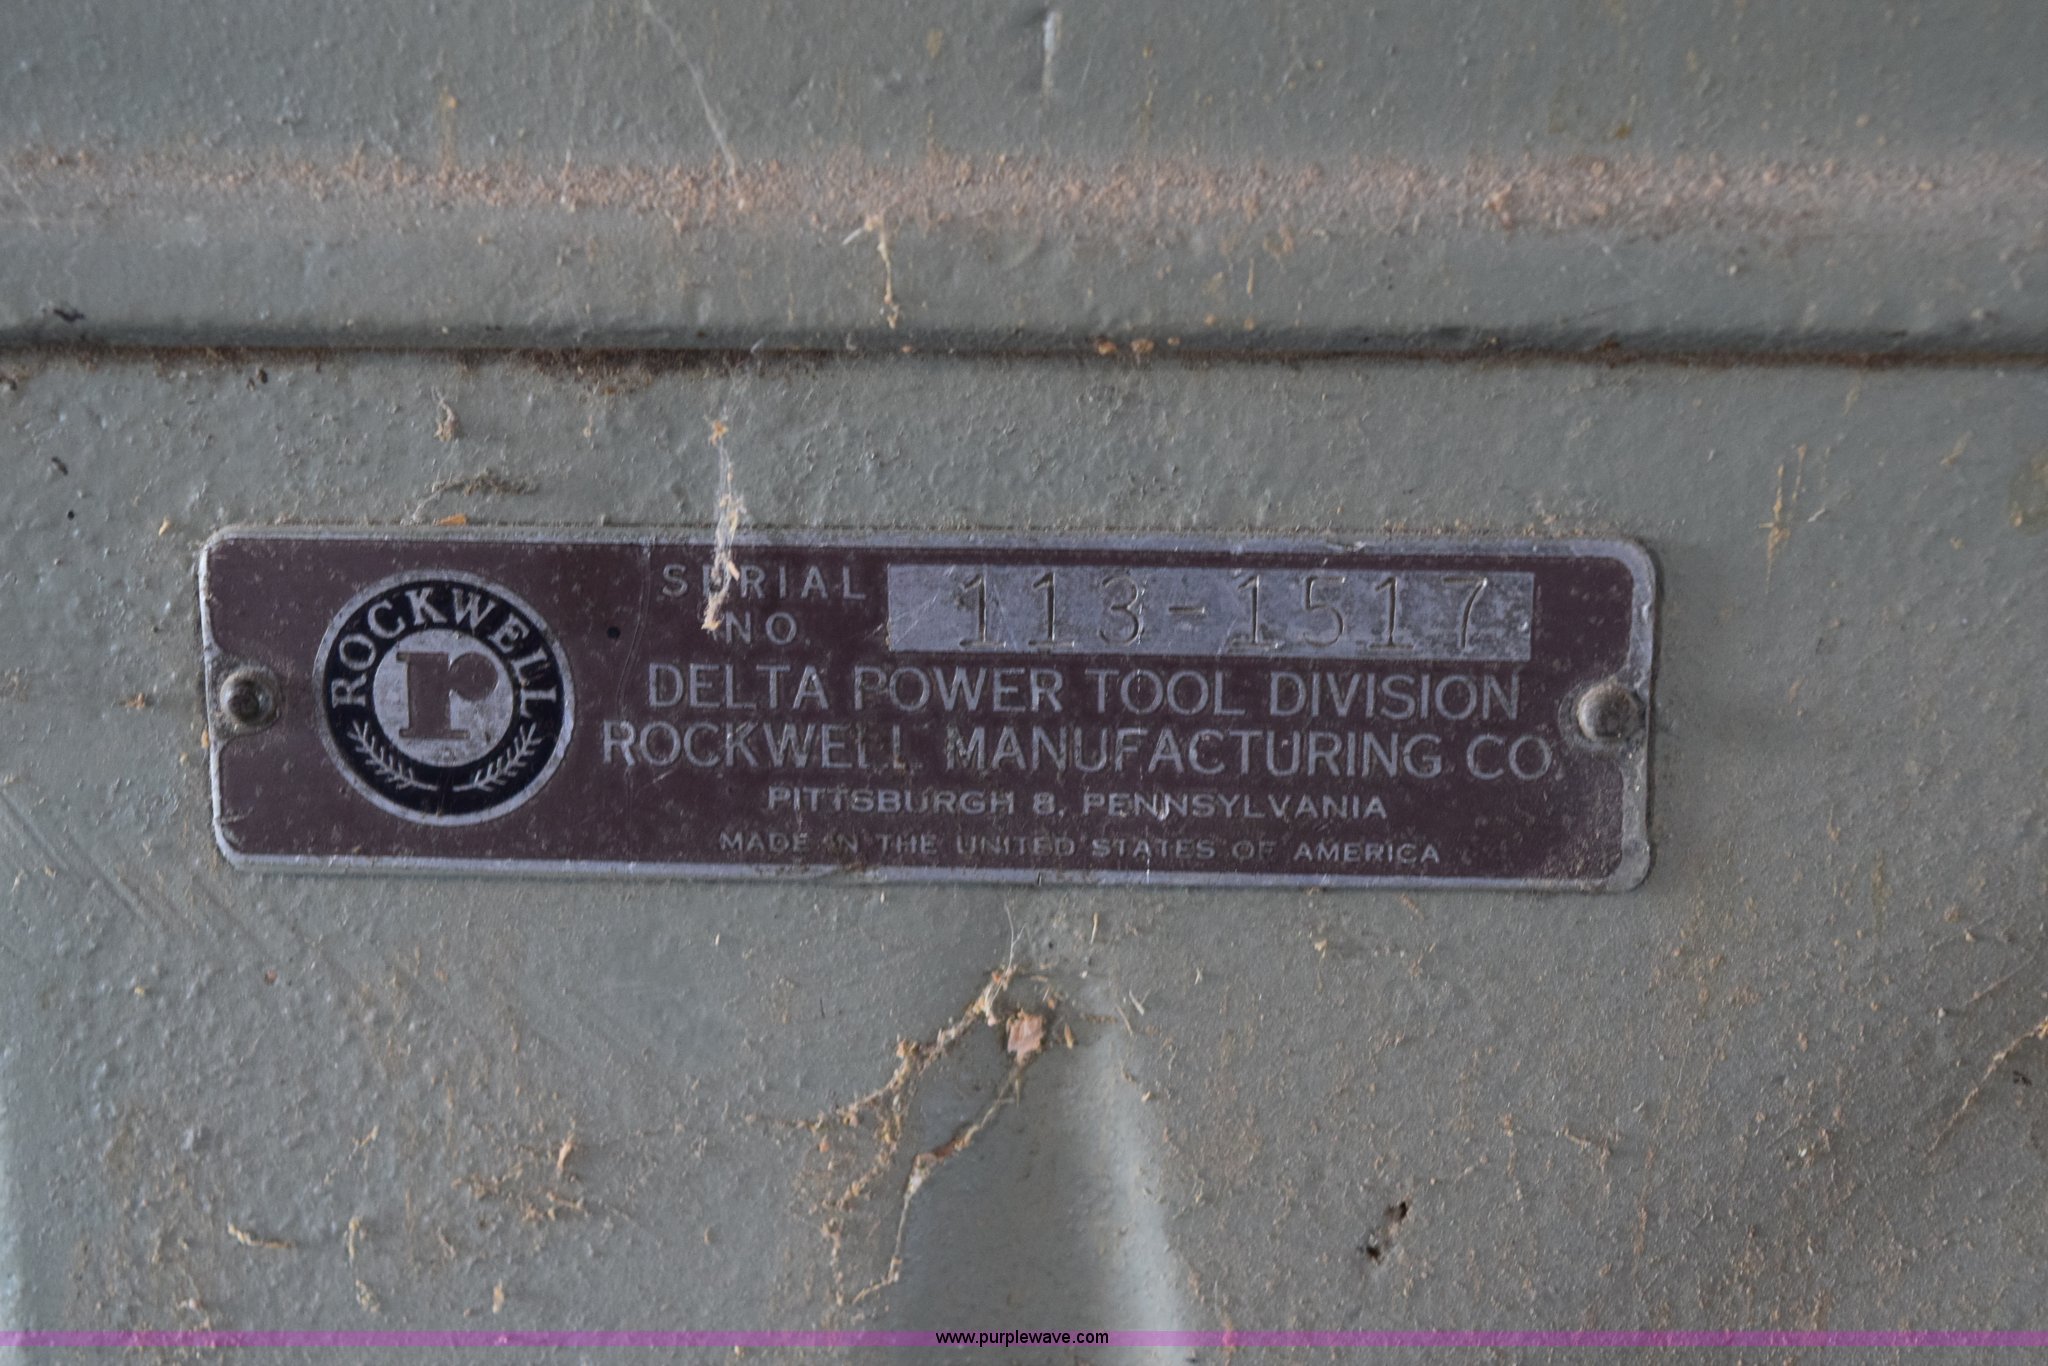 ROCKWELL
r
SERIAL
NO. 113-1517
DELTA POWER TOOL DIVISION
ROCKWELL MANUFACTURING CO.
PITTSBURGH 8, PENNSYLVANIA
MADE IN THE UNITED STATES OF AMERICA
www.purplewave.com